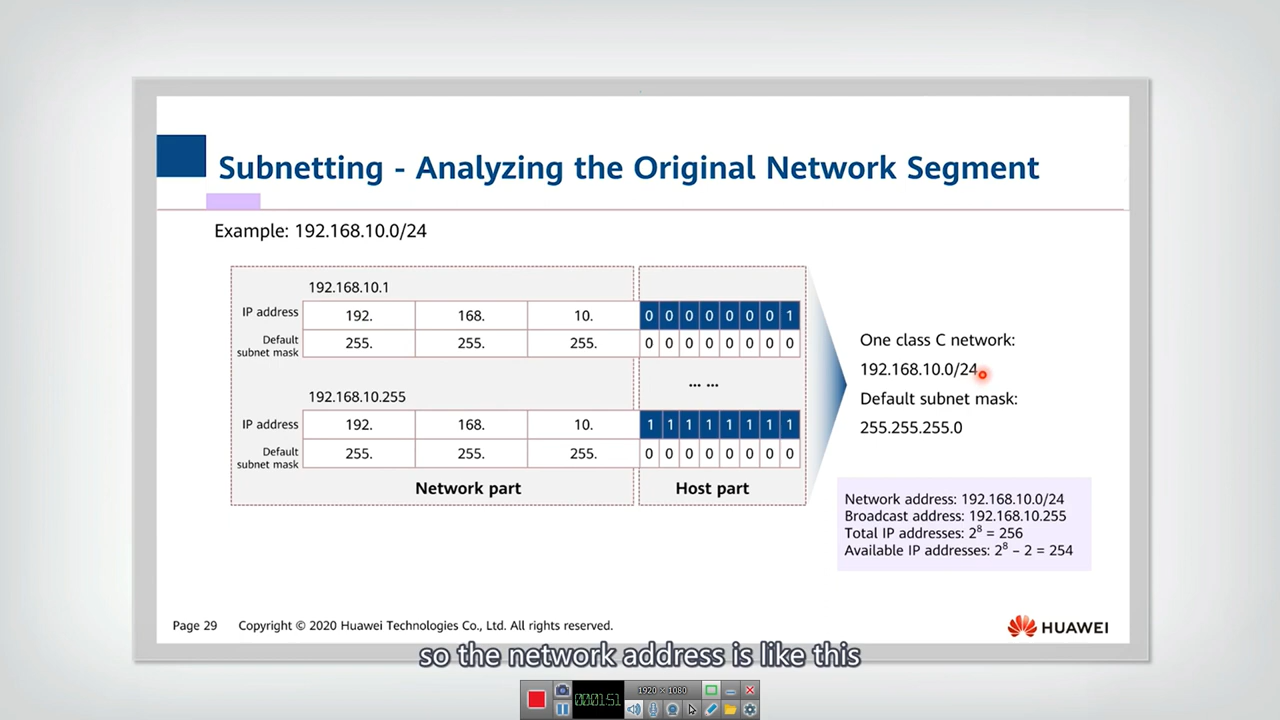 Subnetting - Analyzing the Original Network Segment
Example: 192.168.10.0/24
192.168.10.1
IP address 192. 168. 10. 0 0 0 0 0 0 0 1
Default subnet mask 255. 255. 255. 0 0 0 0 0 0 0 0
... ...
192.168.10.255
IP address 192. 168. 10. 1 1 1 1 1 1 1 1
Default subnet mask 255. 255. 255. 0 0 0 0 0 0 0 0
Network part Host part
One class C network:
192.168.10.0/24
Default subnet mask:
255.255.255.0
Network address: 192.168.10.0/24
Broadcast address: 192.168.10.255
Total IP addresses: 2⁸ = 256
Available IP addresses: 2⁸ – 2 = 254
Page 29 Copyright © 2020 Huawei Technologies Co., Ltd. All rights reserved.
HUAWEI
so the network address is like this
1920 × 1080
000:01:51